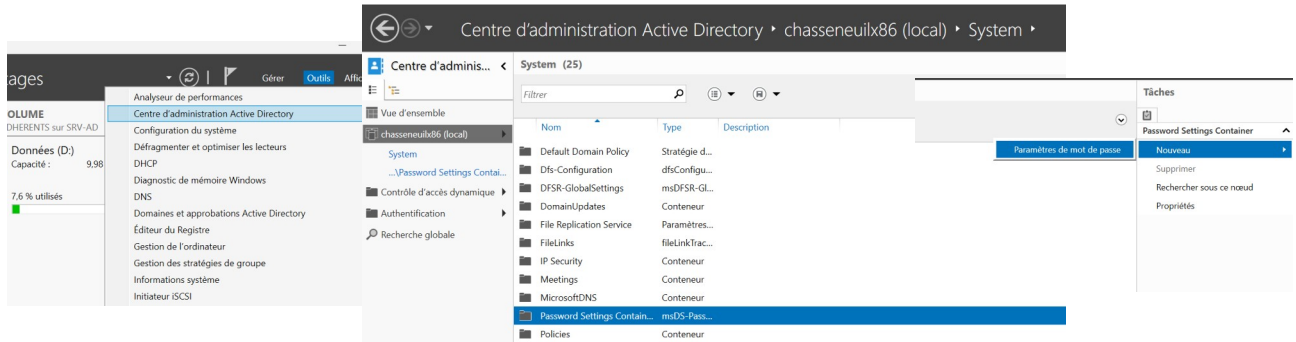 ages
Gérer Outils Affic
OLUME
DHERENTS sur SRV-AD
Données (D:)
Capacité : 9,98
7,6 % utilisés
Analyseur de performances
Centre d'administration Active Directory
Configuration du système
Défragmenter et optimiser les lecteurs
DHCP
Diagnostic de mémoire Windows
DNS
Domaines et approbations Active Directory
Éditeur du Registre
Gestion de l'ordinateur
Gestion des stratégies de groupe
Informations système
Initiateur iSCSI
Centre d'administration Active Directory ‣ chasseneuilx86 (local) ‣ System ‣
Centre d'adminis...
Vue d'ensemble
chasseneuilx86 (local)
System
...\Password Settings Contai...
Contrôle d'accès dynamique
Authentification
Recherche globale
System (25)
Filtrer
Nom Type Description
Default Domain Policy Stratégie d...
Dfs-Configuration dfsConfigu...
DFSR-GlobalSettings msDFSR-Gl...
DomainUpdates Conteneur
File Replication Service Paramètres...
FileLinks fileLinkTrac...
IP Security Conteneur
Meetings Conteneur
MicrosoftDNS Conteneur
Password Settings Contain... msDS-Pass...
Policies Conteneur
Paramètres de mot de passe
Tâches
Password Settings Container
Nouveau
Supprimer
Rechercher sous ce nœud
Propriétés